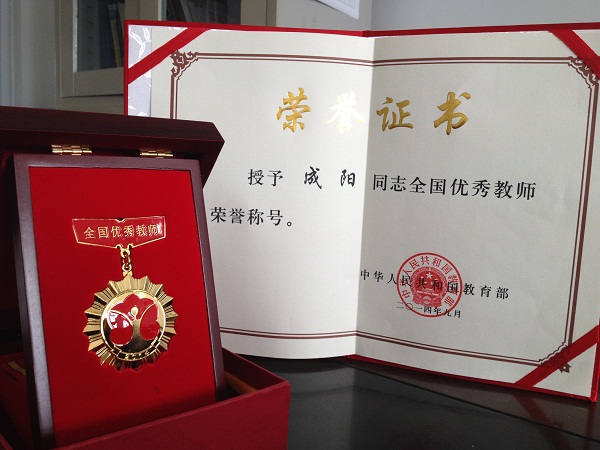 荣誉证书
授予 成阳 同志全国优秀教师
荣誉称号。
中华人民共和国教育部
二〇一四年九月
全国优秀教师